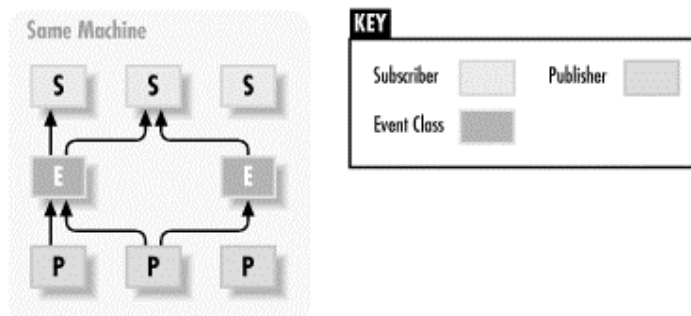 Same Machine
S S S
E E
P P P
KEY
Subscriber Publisher
Event Class